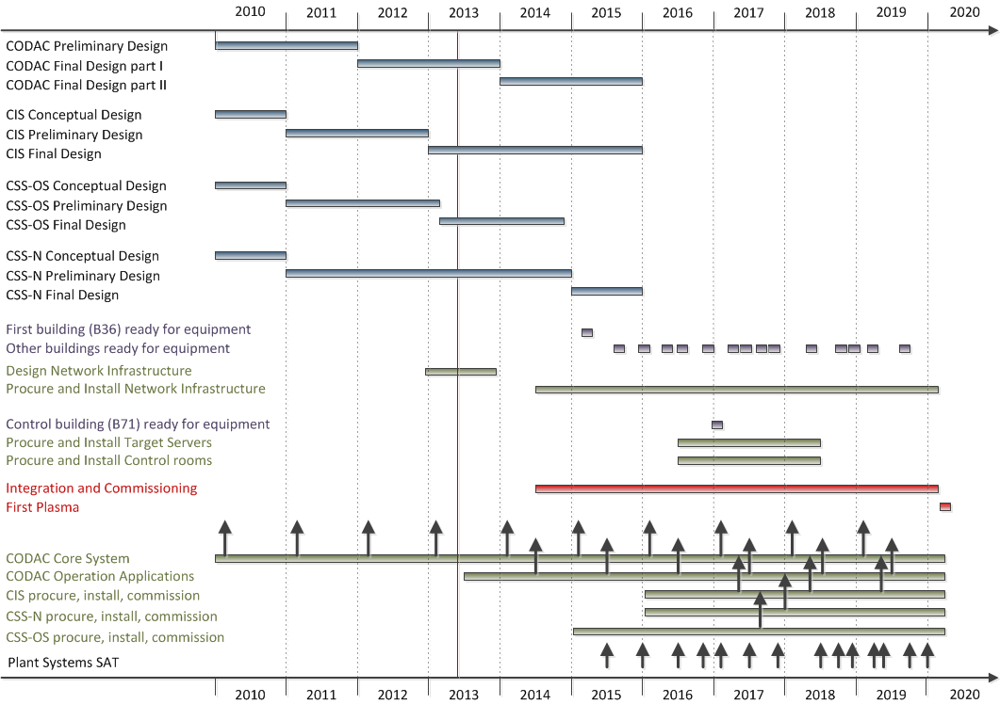 2010 2011 2012 2013 2014 2015 2016 2017 2018 2019 2020
CODAC Preliminary Design
CODAC Final Design part I
CODAC Final Design part II
CIS Conceptual Design
CIS Preliminary Design
CIS Final Design
CSS-OS Conceptual Design
CSS-OS Preliminary Design
CSS-OS Final Design
CSS-N Conceptual Design
CSS-N Preliminary Design
CSS-N Final Design
First building (B36) ready for equipment
Other buildings ready for equipment
Design Network Infrastructure
Procure and Install Network Infrastructure
Control building (B71) ready for equipment
Procure and Install Target Servers
Procure and Install Control rooms
Integration and Commissioning
First Plasma
CODAC Core System
CODAC Operation Applications
CIS procure, install, commission
CSS-N procure, install, commission
CSS-OS procure, install, commission
Plant Systems SAT
2010 2011 2012 2013 2014 2015 2016 2017 2018 2019 2020